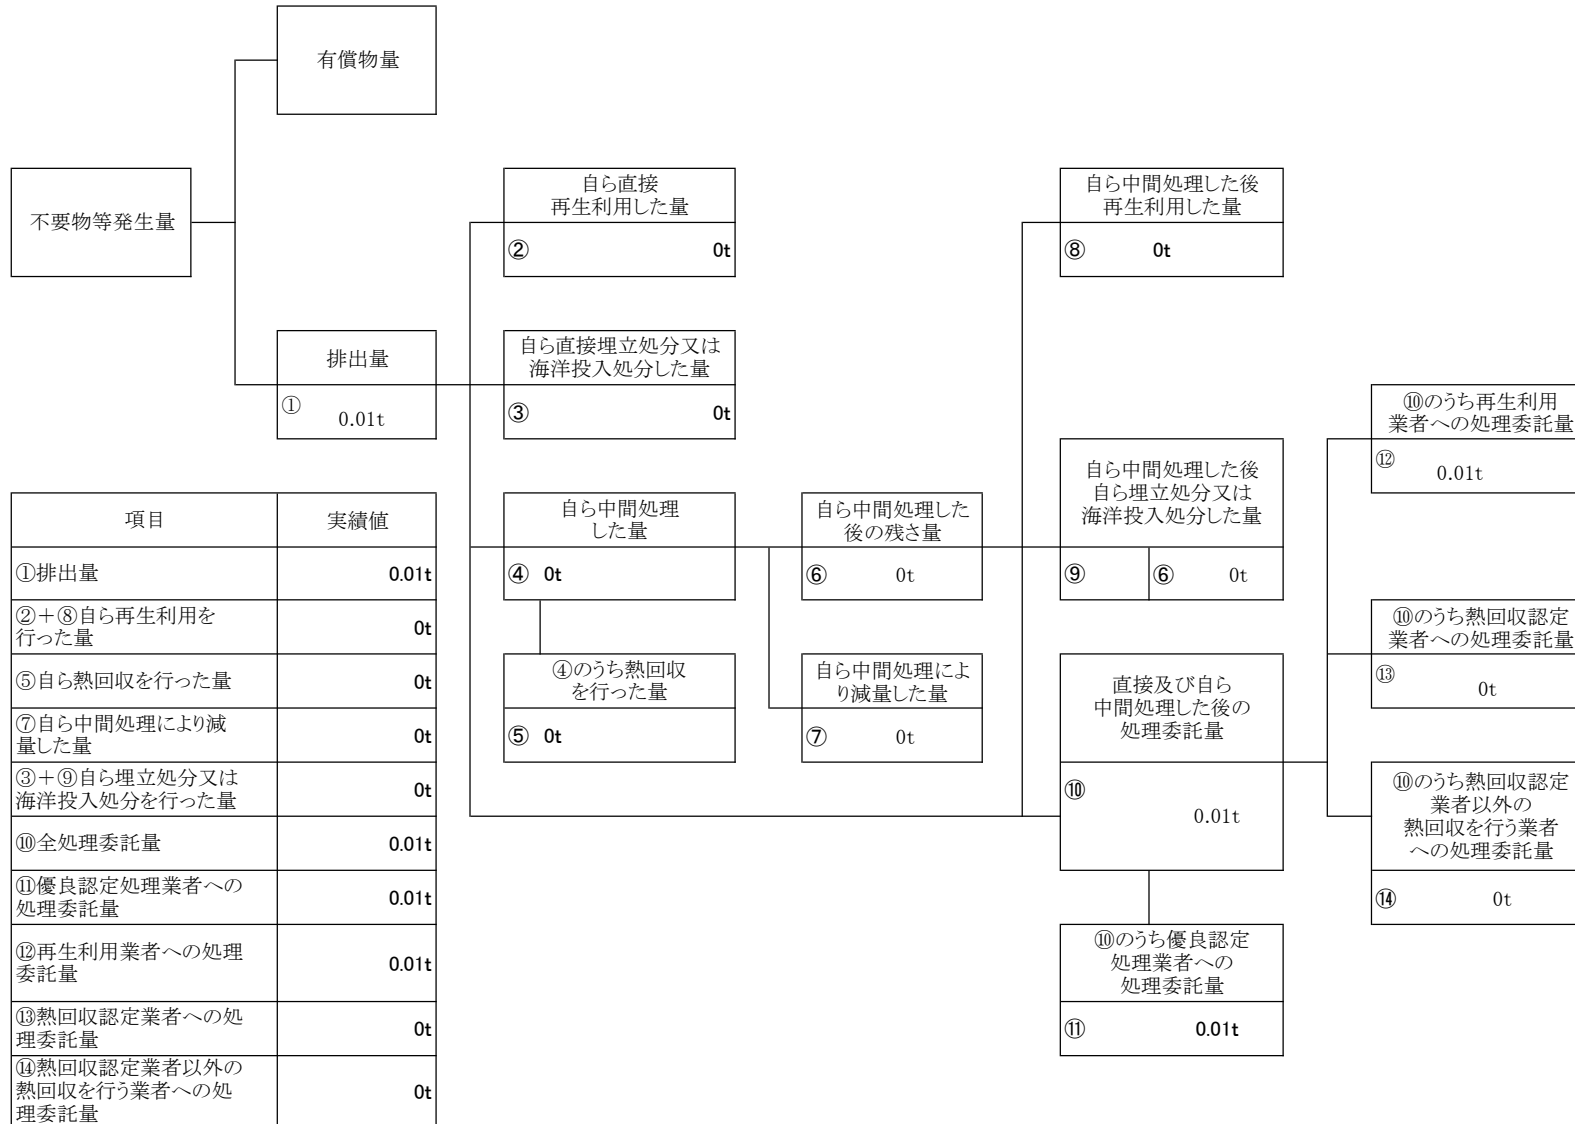 有償物量
不要物等発生量
自ら直接
再生利用した量
② 0t
自ら中間処理した後
再生利用した量
⑧ 0t
排出量
① 0.01t
自ら直接埋立処分又は
海洋投入処分した量
③ 0t
⑩のうち再生利用
業者への処理委託量
⑫ 0.01t
自ら中間処理
した量
④ 0t
自ら中間処理した
後の残さ量
⑥ 0t
自ら中間処理した後
自ら埋立処分又は
海洋投入処分した量
⑨ ⑥ 0t
⑩のうち熱回収認定
業者への処理委託量
⑬ 0t
④のうち熱回収
を行った量
⑤ 0t
自ら中間処理によ
り減量した量
⑦ 0t
直接及び自ら
中間処理した後の
処理委託量
⑩ 0.01t
⑩のうち熱回収認定
業者以外の
熱回収を行う業者
への処理委託量
⑭ 0t
⑩のうち優良認定
処理業者への
処理委託量
⑪ 0.01t
項目 実績値
①排出量 0.01t
②+⑧自ら再生利用を
行った量 0t
⑤自ら熱回収を行った量 0t
⑦自ら中間処理により減
量した量 0t
③+⑨自ら埋立処分又は
海洋投入処分を行った量 0t
⑩全処理委託量 0.01t
⑪優良認定処理業者への
処理委託量 0.01t
⑫再生利用業者への処理
委託量 0.01t
⑬熱回収認定業者への処
理委託量 0t
⑭熱回収認定業者以外の
熱回収を行う業者への処
理委託量 0t